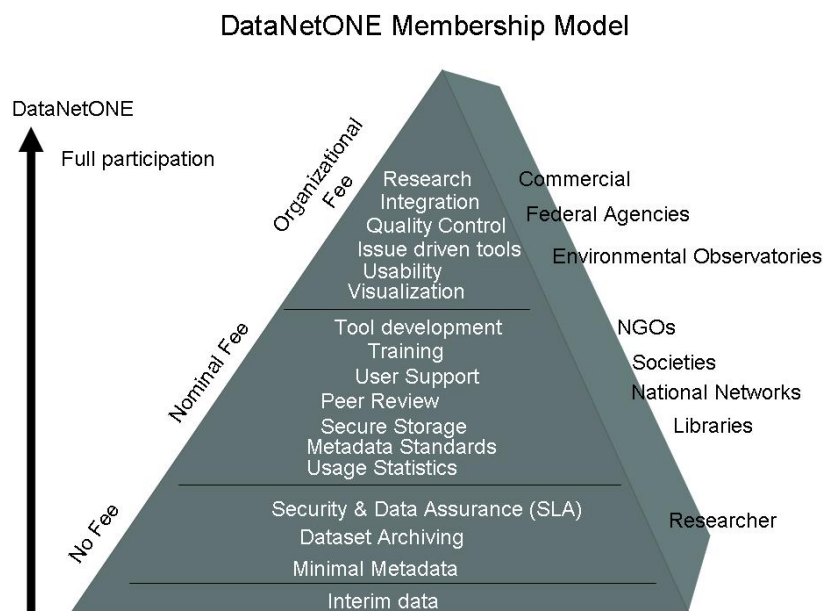 DataNetONE Membership Model
DataNetONE
Full participation
Organizational
Fee
Nominal Fee
No Fee
Research
Integration
Quality Control
Issue driven tools
Usability
Visualization
Tool development
Training
User Support
Peer Review
Secure Storage
Metadata Standards
Usage Statistics
Security & Data Assurance (SLA)
Dataset Archiving
Minimal Metadata
Interim data
Commercial
Federal Agencies
Environmental Observatories
NGOs
Societies
National Networks
Libraries
Researcher